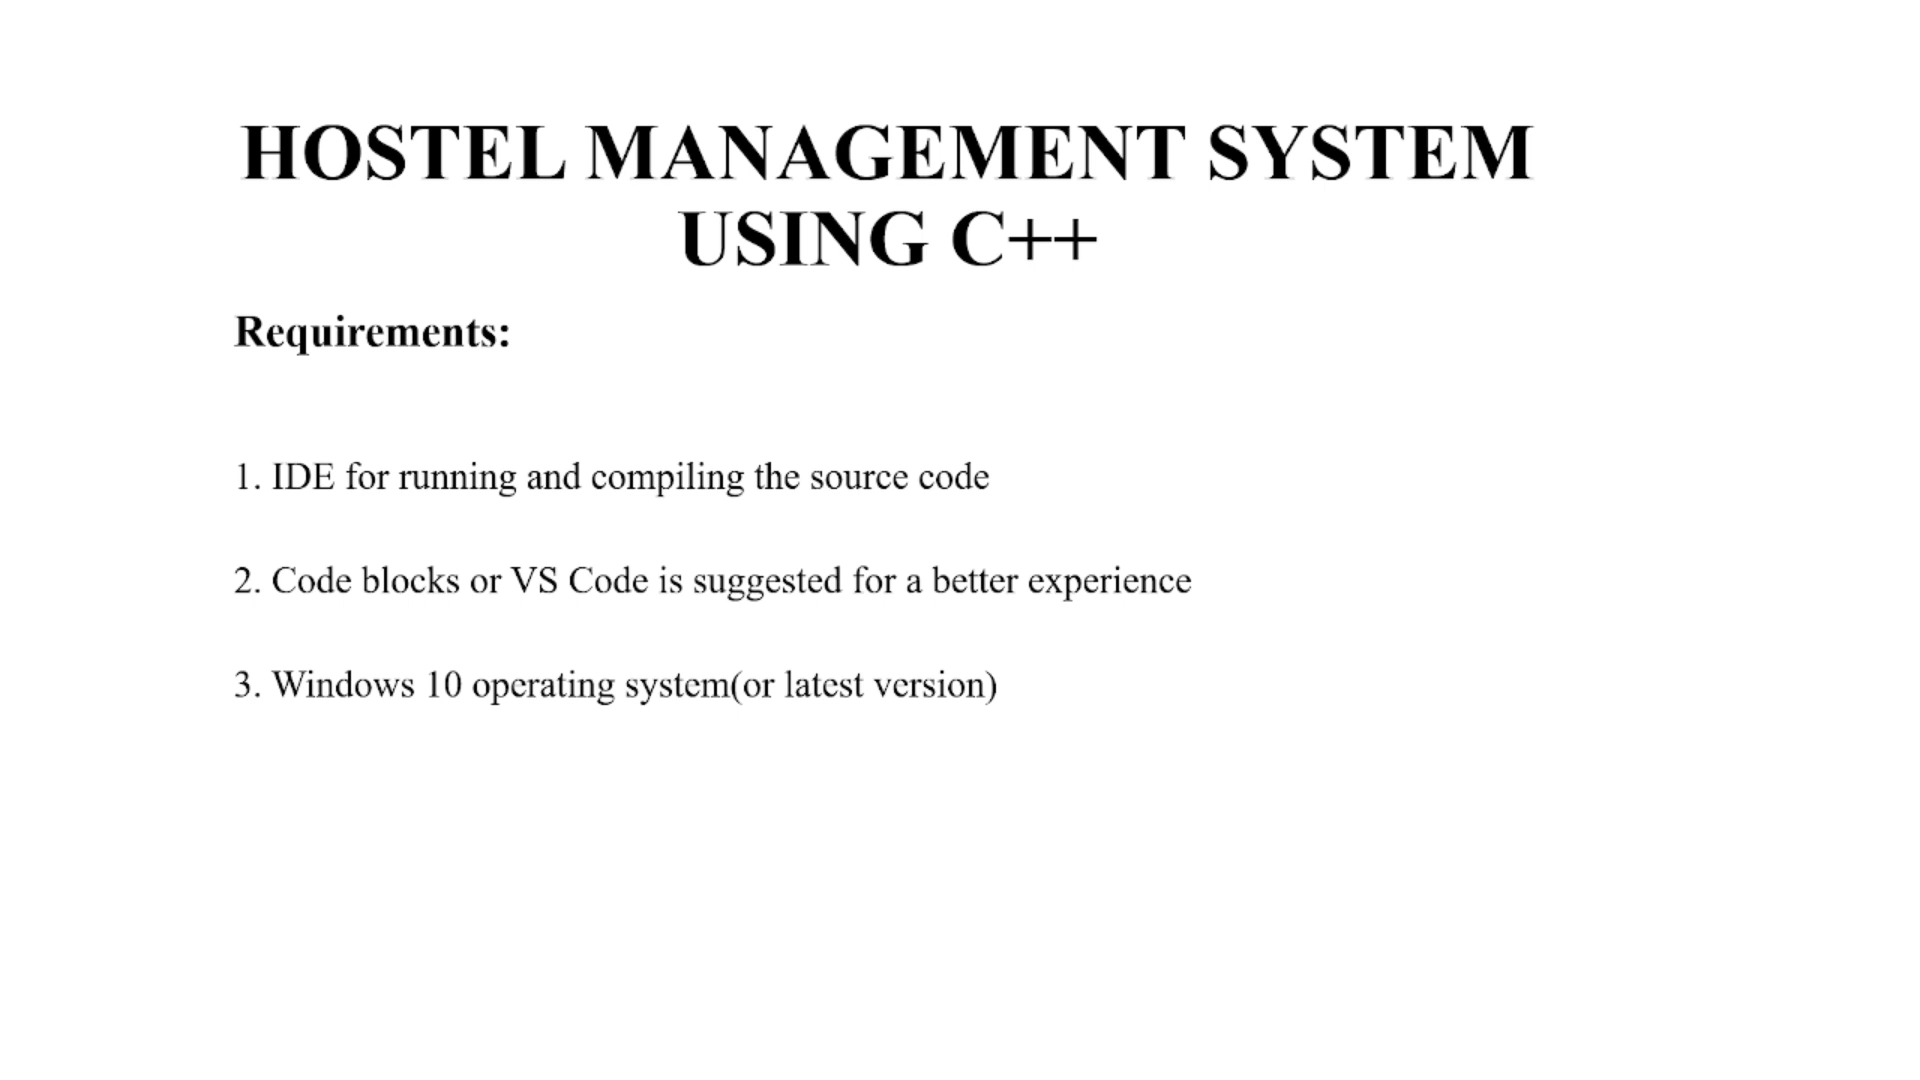 HOSTEL MANAGEMENT SYSTEM
USING C++
Requirements:
1. IDE for running and compiling the source code
2. Code blocks or VS Code is suggested for a better experience
3. Windows 10 operating system(or latest version)